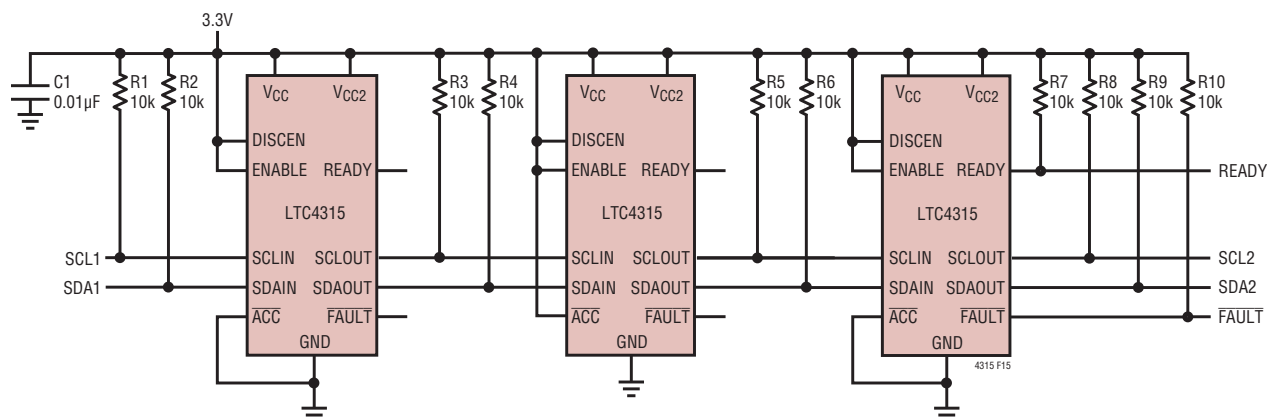 3.3V
C1
0.01µF
R1
10k
R2
10k
R3
10k
R4
10k
R5
10k
R6
10k
R7
10k
R8
10k
R9
10k
R10
10k
VCC VCC2
DISCEN
ENABLE READY
LTC4315
SCLIN SCLOUT
SDAIN SDAOUT
ACC FAULT
GND
VCC VCC2
DISCEN
ENABLE READY
LTC4315
SCLIN SCLOUT
SDAIN SDAOUT
ACC FAULT
GND
VCC VCC2
DISCEN
ENABLE READY
LTC4315
SCLIN SCLOUT
SDAIN SDAOUT
ACC FAULT
GND
SCL1
SDA1
READY
SCL2
SDA2
FAULT
4315 F15